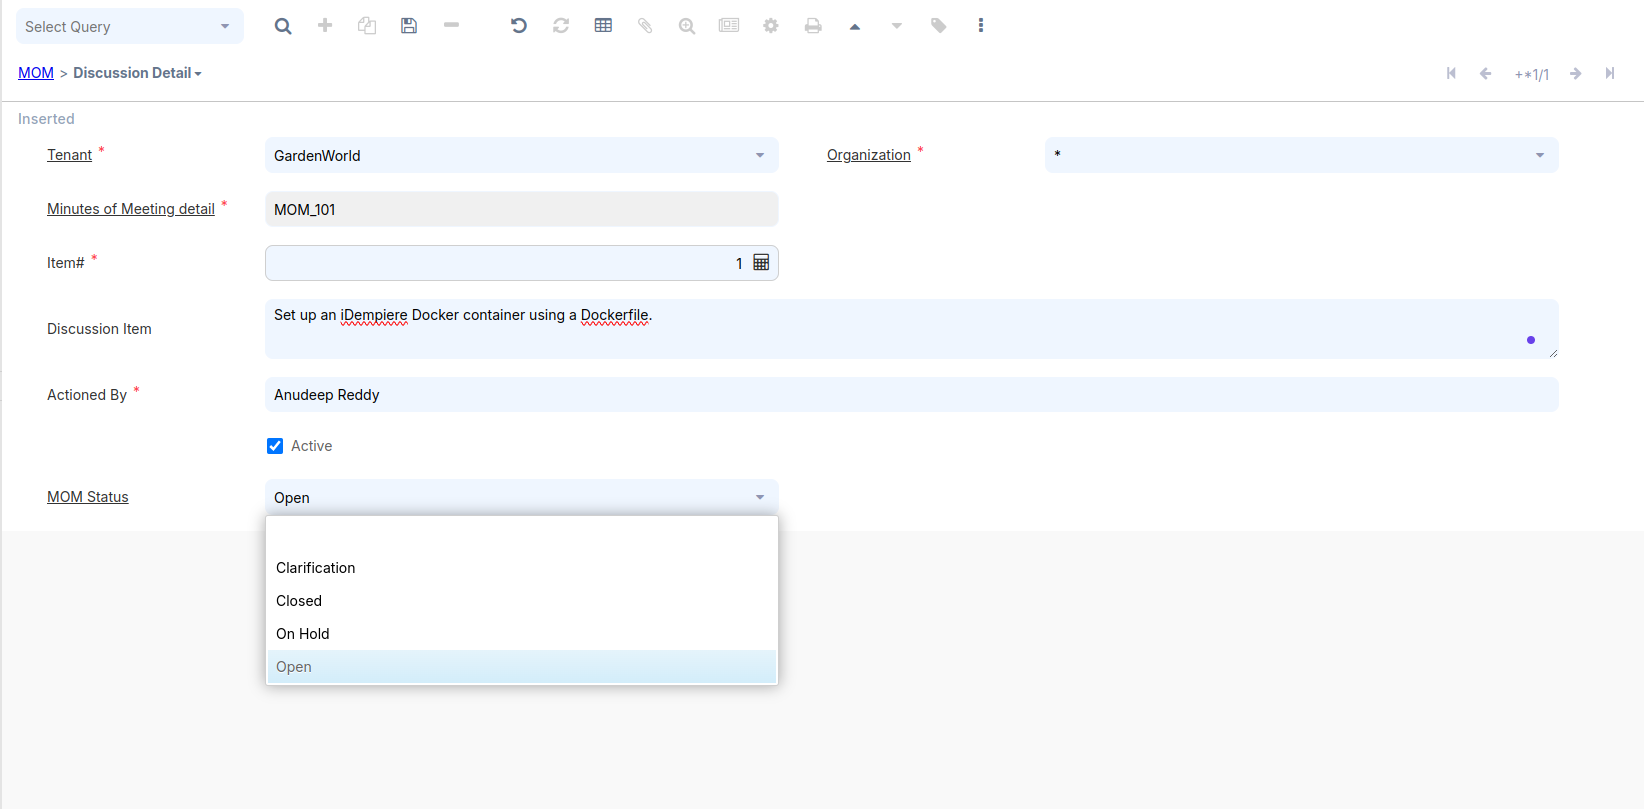 Select Query
MOM > Discussion Detail
+*1/1
Inserted
Tenant * GardenWorld Organization * *
Minutes of Meeting detail * MOM_101
Item# * 1
Discussion Item Set up an iDempiere Docker container using a Dockerfile.
Actioned By * Anudeep Reddy
Active
MOM Status Open
Clarification
Closed
On Hold
Open